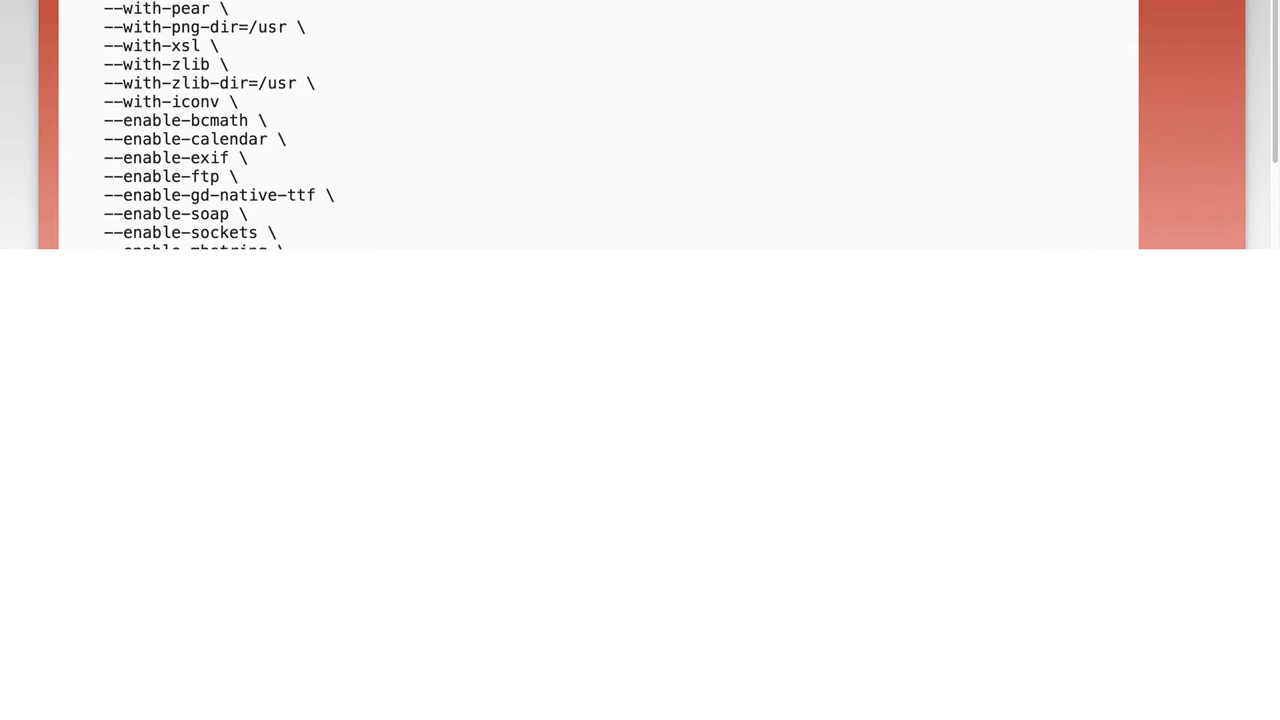 --with-pear \
--with-png-dir=/usr \
--with-xsl \
--with-zlib \
--with-zlib-dir=/usr \
--with-iconv \
--enable-bcmath \
--enable-calendar \
--enable-exif \
--enable-ftp \
--enable-gd-native-ttf \
--enable-soap \
--enable-sockets \